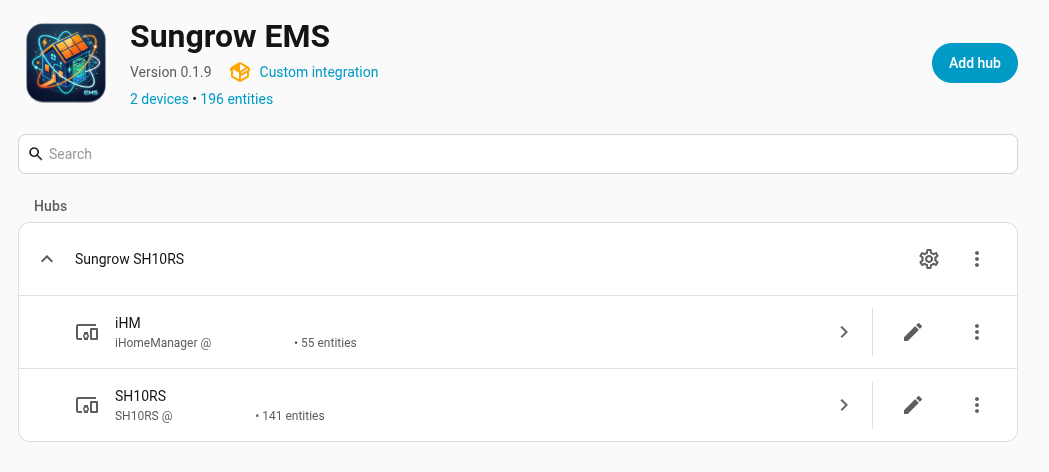 Sungrow EMS
Version 0.1.9 Custom integration
2 devices • 196 entities
Add hub
EMS
Search
Hubs
Sungrow SH10RS
iHM
iHomeManager @ • 55 entities
SH10RS
SH10RS @ • 141 entities